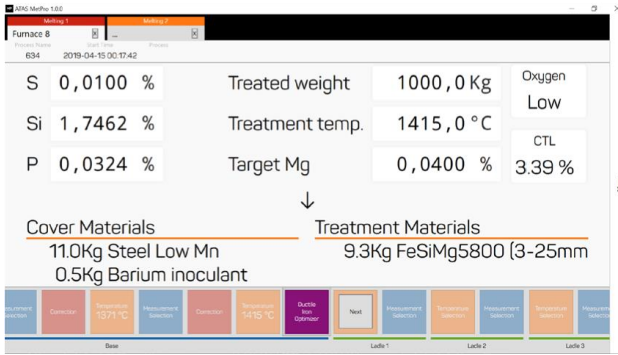 ATAS MetPro 1.0.0
Melting 1 Melting 2
Furnace 8 x ... x
Process Name Start Time Process
634 2019-04-15 00:17:42
S 0,0100 % Treated weight 1000,0 Kg Oxygen
Low
Si 1,7462 % Treatment temp. 1415,0 °C CTL
P 0,0324 % Target Mg 0,0400 % 3.39 %
↓
Cover Materials Treatment Materials
11.0Kg Steel Low Mn 9.3Kg FeSiMg5800 (3-25mm
0.5Kg Barium inoculant
Correction Temperature 1371 °C Measurement Selection Correction Temperature 1415 °C Ductile Iron Optimizer Next Measurement Selection Temperature Selection Measurement Selection Temperature Selection
Base Ladle 1 Ladle 2 Ladle 3